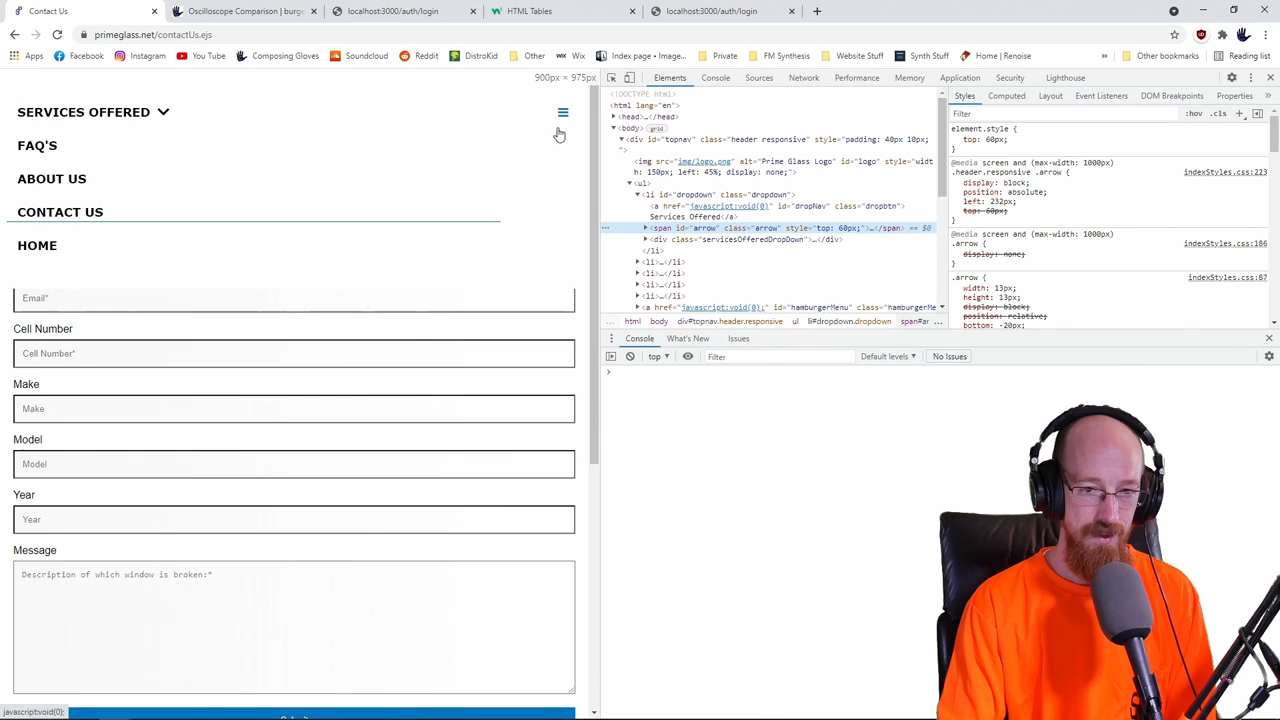 Contact Us
Oscilloscope Comparison | burg
localhost:3000/auth/login
HTML Tables
localhost:3000/auth/login
primeglass.net/contactUs.ejs
Apps
Facebook
Instagram
You Tube
Composing Gloves
Soundcloud
Reddit
DistroKid
Other
Wix
Index page - Imag...
Private
FM Synthesis
Website Stuff
Synth Stuff
Home | Renoise
»
Other bookmarks
Reading list
900px × 975px
SERVICES OFFERED
FAQ'S
ABOUT US
CONTACT US
HOME
Email*
Cell Number
Cell Number*
Make
Make
Model
Model
Year
Year
Message
Description of which window is broken:*
javascript:void(0);
Elements
Console
Sources
Network
Performance
Memory
Application
Security
Lighthouse
<!DOCTYPE html>
<html lang="en">
<head>…</head>
<body> grid
<div id="topnav" class="header responsive" style="padding: 40px 10px;
">
<img src="img/logo.png" alt="Prime Glass Logo" id="logo" style="widt
h: 150px; left: 45%; display: none;">
<ul>
<li id="dropdown" class="dropdown">
<a href="javascript:void(0)" id="dropNav" class="dropbtn">
Services Offered</a>
<span id="arrow" class="arrow" style="top: 60px;">…</span> == $0
<div class="servicesOfferedDropDown">…</div>
</li>
<li>…</li>
<li>…</li>
<li>…</li>
<li>…</li>
<a href="javascript:void(0);" id="hamburgerMenu" class="hamburgerMe
... html body div#topnav.header.responsive ul li#dropdown.dropdown span#ar ...
Styles
Computed
Layout
Event Listeners
DOM Breakpoints
Properties
»
Filter
:hov .cls +
element.style {
top: 60px;
}
@media screen and (max-width: 1000px)
.header.responsive .arrow { indexStyles.css:223
display: block;
position: absolute;
left: 232px;
top: 60px;
}
@media screen and (max-width: 1000px)
.arrow { indexStyles.css:186
display: none;
}
.arrow { indexStyles.css:87
width: 13px;
height: 13px;
display: block;
position: relative;
bottom: -20px;
Console
What's New
Issues
top
Filter
Default levels
No Issues